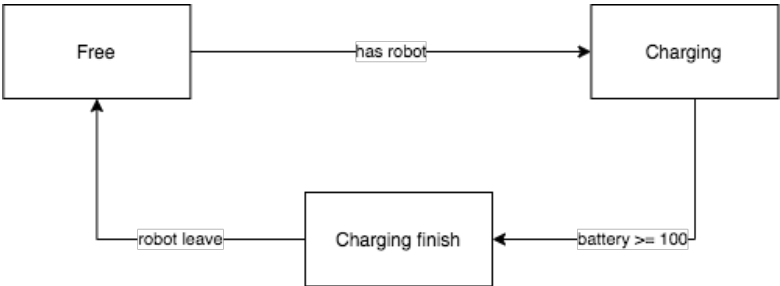 Free
has robot
Charging
robot leave
Charging finish
battery >= 100